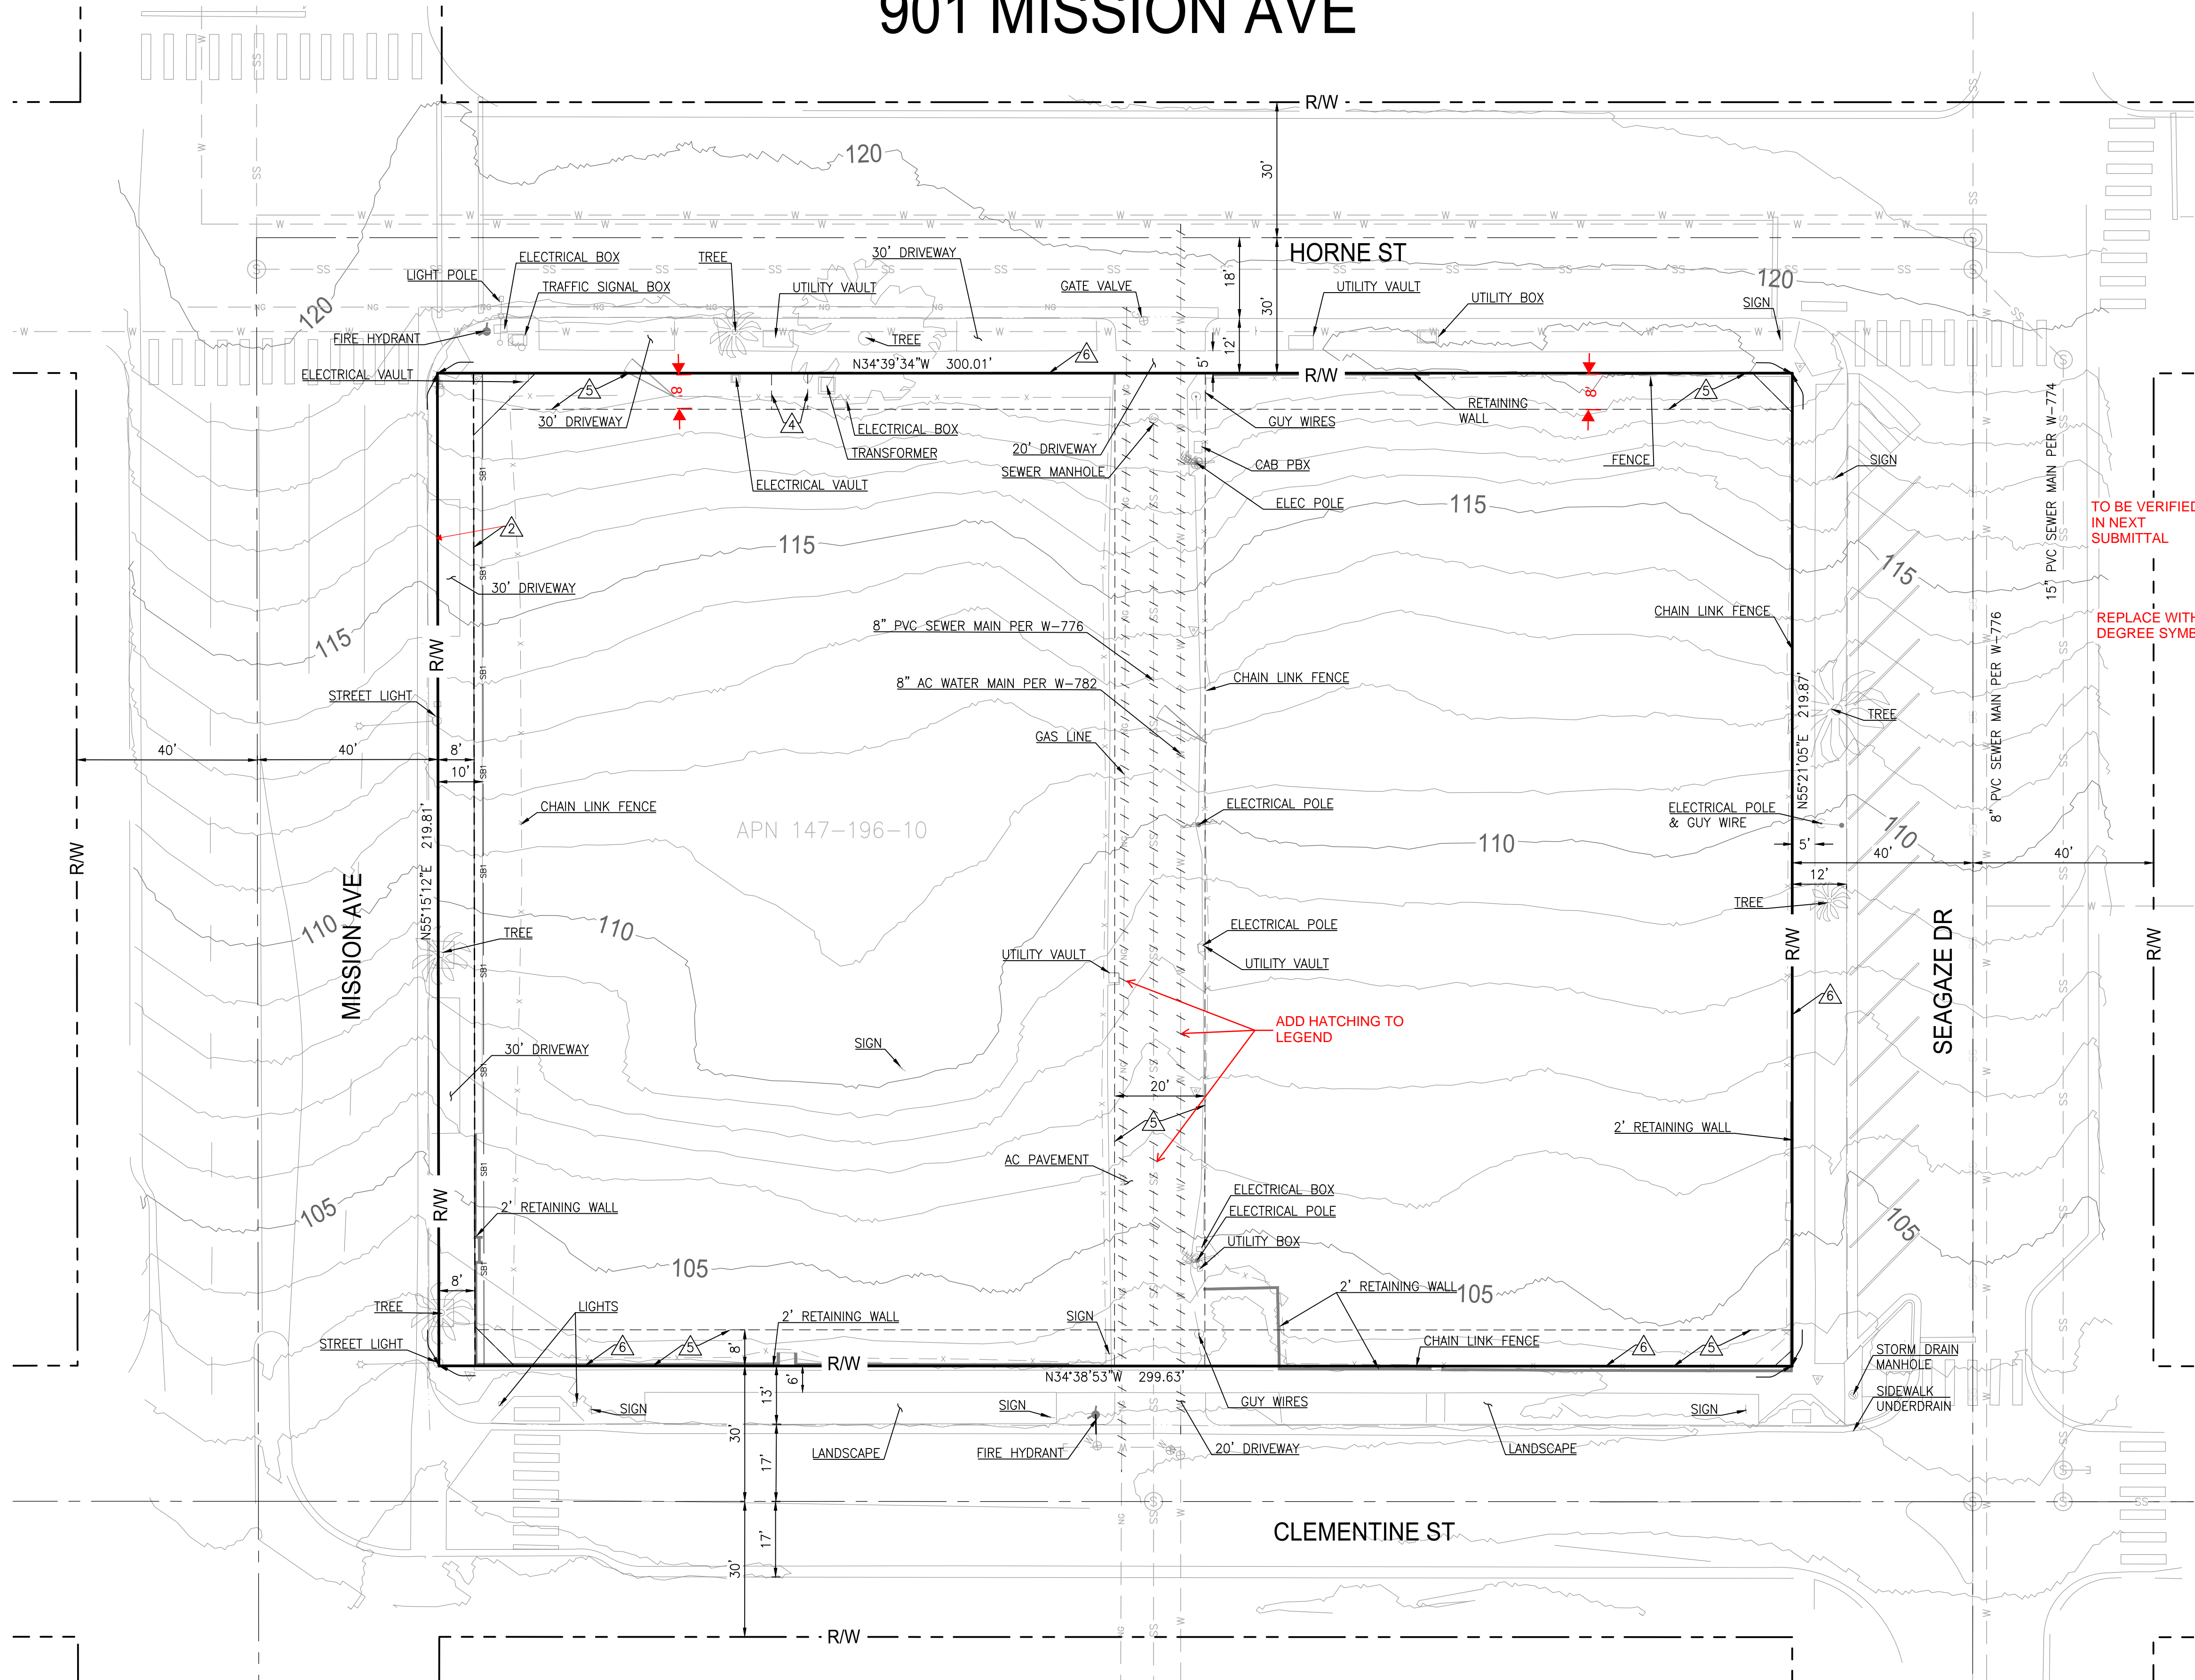 901 MISSION AVE
R/W
120
30'
HORNE ST
18'
30'
12'
5'
ELECTRICAL BOX
LIGHT POLE
TRAFFIC SIGNAL BOX
TREE
UTILITY VAULT
30' DRIVEWAY
GATE VALVE
UTILITY VAULT
UTILITY BOX
SIGN
120
120
FIRE HYDRANT
TREE
ELECTRICAL VAULT
N34°39'34"W 300.01'
6
R/W
5
8'
4
30' DRIVEWAY
ELECTRICAL BOX
TRANSFORMER
ELECTRICAL VAULT
20' DRIVEWAY
SEWER MANHOLE
GUY WIRES
CAB PBX
ELEC POLE
RETAINING
WALL
8'
5
FENCE
SIGN
15" PVC SEWER MAIN PER W-774
TO BE VERIFIED
IN NEXT
SUBMITTAL
2
115
115
115
115
30' DRIVEWAY
R/W
8" PVC SEWER MAIN PER W-776
8" AC WATER MAIN PER W-782
GAS LINE
CHAIN LINK FENCE
CHAIN LINK FENCE
8" PVC SEWER MAIN PER W-776
REPLACE WITH
STREET LIGHT
40'
40'
8'
10'
N55°15'12"E 219.81'
CHAIN LINK FENCE
APN 147-196-10
ELECTRICAL POLE
TREE
N55°21'05"E 219.87'
ELECTRICAL POLE
& GUY WIRE
5'
40'
40'
12'
110
110
110
110
R/W
MISSION AVE
TREE
TREE
ELECTRICAL POLE
UTILITY VAULT
UTILITY VAULT
R/W
SEAGAZE DR
R/W
6
ADD HATCHING TO
LEGEND
SIGN
30' DRIVEWAY
20'
5
2' RETAINING WALL
AC PAVEMENT
R/W
2' RETAINING WALL
ELECTRICAL BOX
ELECTRICAL POLE
UTILITY BOX
105
105
105
105
8'
TREE
LIGHTS
2' RETAINING WALL
SIGN
2' RETAINING WALL
STREET LIGHT
6
5
8'
CHAIN LINK FENCE
6
5
R/W
N34°38'53"W 299.63'
STORM DRAIN
MANHOLE
SIDEWALK
UNDERDRAIN
6'
13'
30'
17'
SIGN
LANDSCAPE
SIGN
FIRE HYDRANT
GUY WIRES
20' DRIVEWAY
LANDSCAPE
SIGN
CLEMENTINE ST
17'
30'
R/W